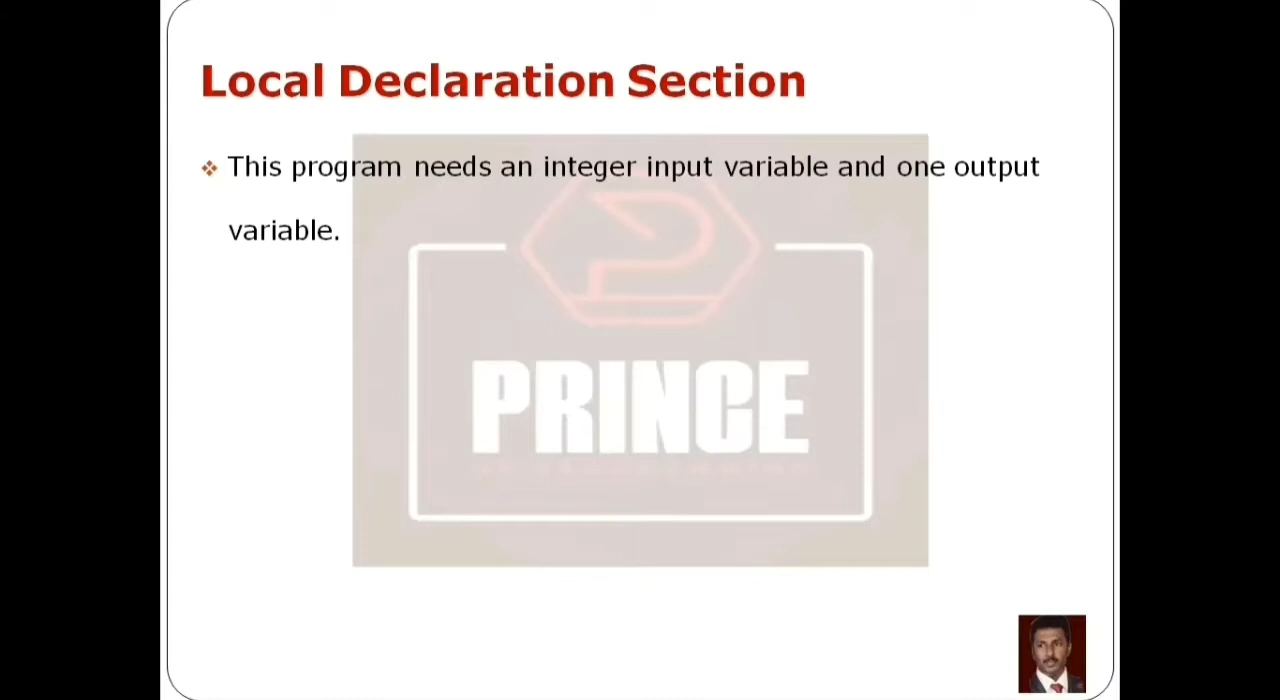 Local Declaration Section
This program needs an integer input variable and one output
variable.
PRINCE